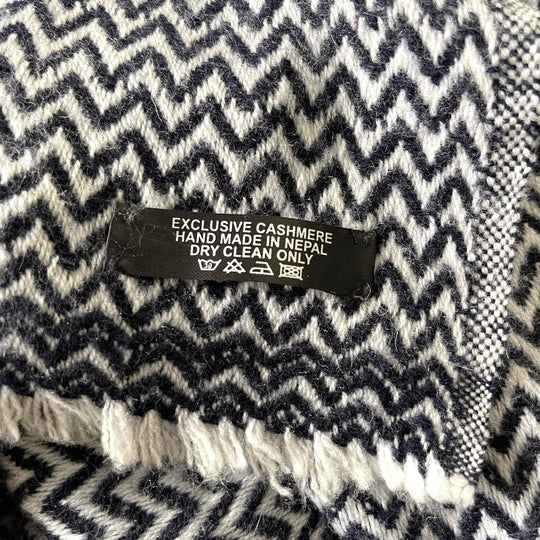 EXCLUSIVE CASHMERE
HAND MADE IN NEPAL
DRY CLEAN ONLY